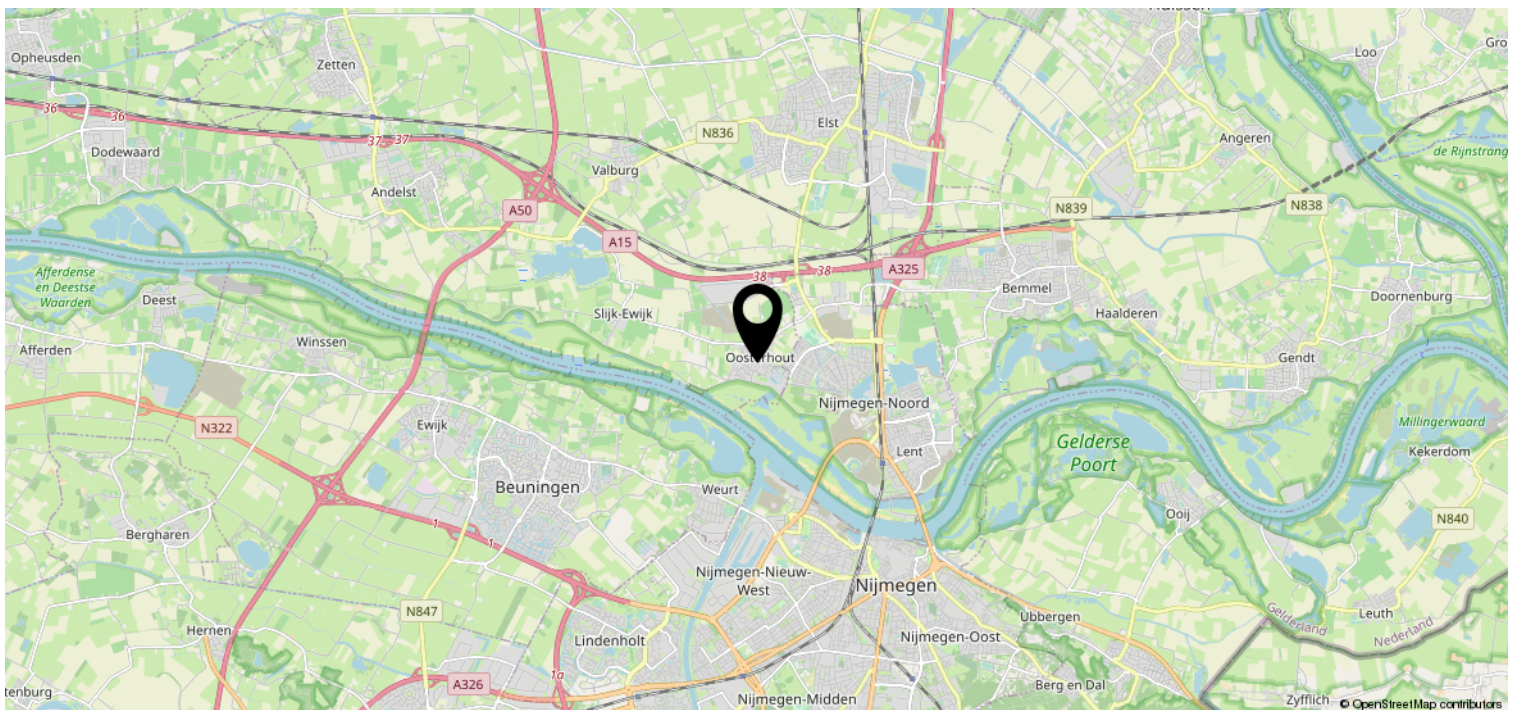 Opheusden
Zetten
Loo
36
36
N836
Elst
37
37
Dodewaard
Valburg
Angeren
de Rijnstrang
Andelst
A50
N839
N838
A15
38
38
A325
Afferdense
en Deestse
Waarden
Deest
Bemmel
Doornenburg
Slijk-Ewijk
Haalderen
Winssen
Afferden
Oosterhout
Gendt
Nijmegen-Noord
N322
Ewijk
Millingerwaard
Gelderse
Poort
Lent
Kekerdom
Beuningen
Weurt
Ooij
N840
1
Bergharen
1
Nijmegen-Nieuw-
West
Nijmegen
N847
Ubbergen
Leuth
Gelderland
Nederland
Hernen
Lindenholt
Nijmegen-Oost
1a
A326
Berg en Dal
tenburg
Nijmegen-Midden
Zyfflich
© OpenStreetMap contributors